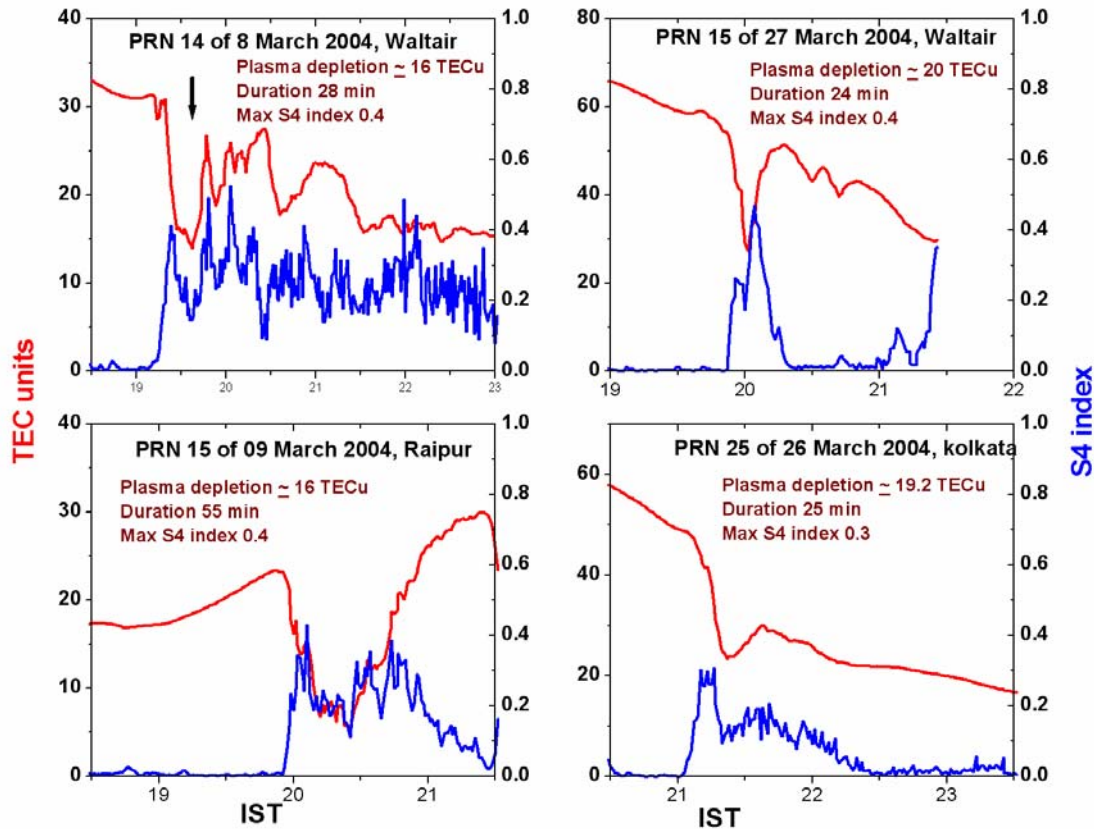 PRN 14 of 8 March 2004, Waltair
Plasma depletion ~ 16 TECu
Duration 28 min
Max S4 index 0.4
40
30
20
10
0
1.0
0.8
0.6
0.4
0.2
0.0
19
20
21
22
23
PRN 15 of 27 March 2004, Waltair
Plasma depletion ~ 20 TECu
Duration 24 min
Max S4 index 0.4
80
60
40
20
0
1.0
0.8
0.6
0.4
0.2
0.0
19
20
21
22
TEC units
S4 index
PRN 15 of 09 March 2004, Raipur
Plasma depletion ~ 16 TECu
Duration 55 min
Max S4 index 0.4
40
30
20
10
0
1.0
0.8
0.6
0.4
0.2
0.0
19
20
21
IST
PRN 25 of 26 March 2004, kolkata
Plasma depletion ~ 19.2 TECu
Duration 25 min
Max S4 index 0.3
60
40
20
0
1.0
0.8
0.6
0.4
0.2
0.0
21
22
23
IST